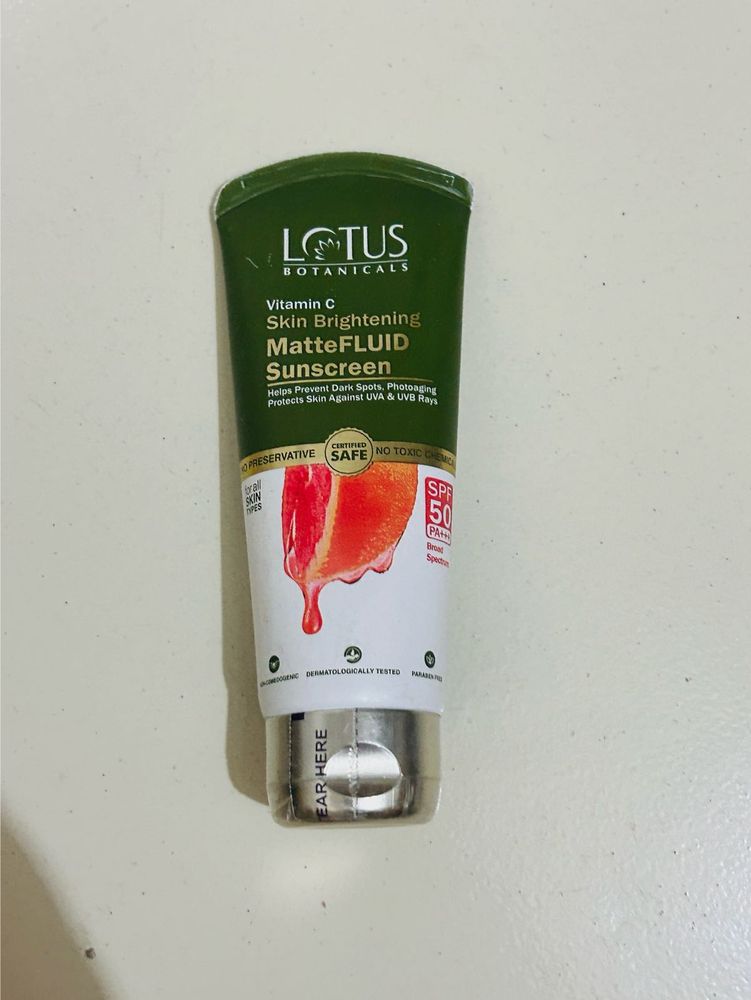 LOTUS
BOTANICALS
Vitamin C
Skin Brightening
MatteFLUID
Sunscreen
Helps Prevent Dark Spots, Photoaging
Protects Skin Against UVA & UVB Rays
O PRESERVATIVE
CERTIFIED
SAFE
NO TOXIC CHEMIC
for all
SKIN
TYPES
SPF
50
PA+++
Broad
Spectrum
N-COMEDOGENIC
DERMATOLOGICALLY TESTED
PARABEN-FREE
EAR HERE